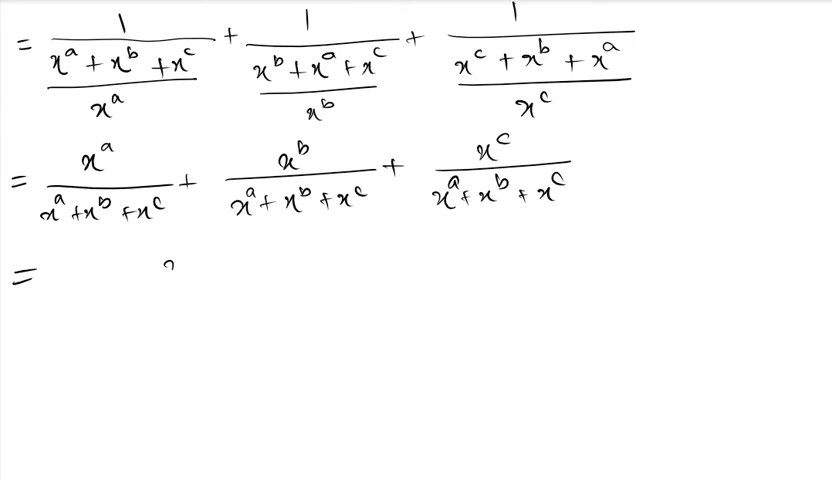 = 1/((x^a + x^b + x^c)/x^a) + 1/((x^b + x^a + x^c)/x^b) + 1/((x^c + x^b + x^a)/x^c)
= x^a/(x^a + x^b + x^c) + x^b/(x^a + x^b + x^c) + x^c/(x^a + x^b + x^c)
=